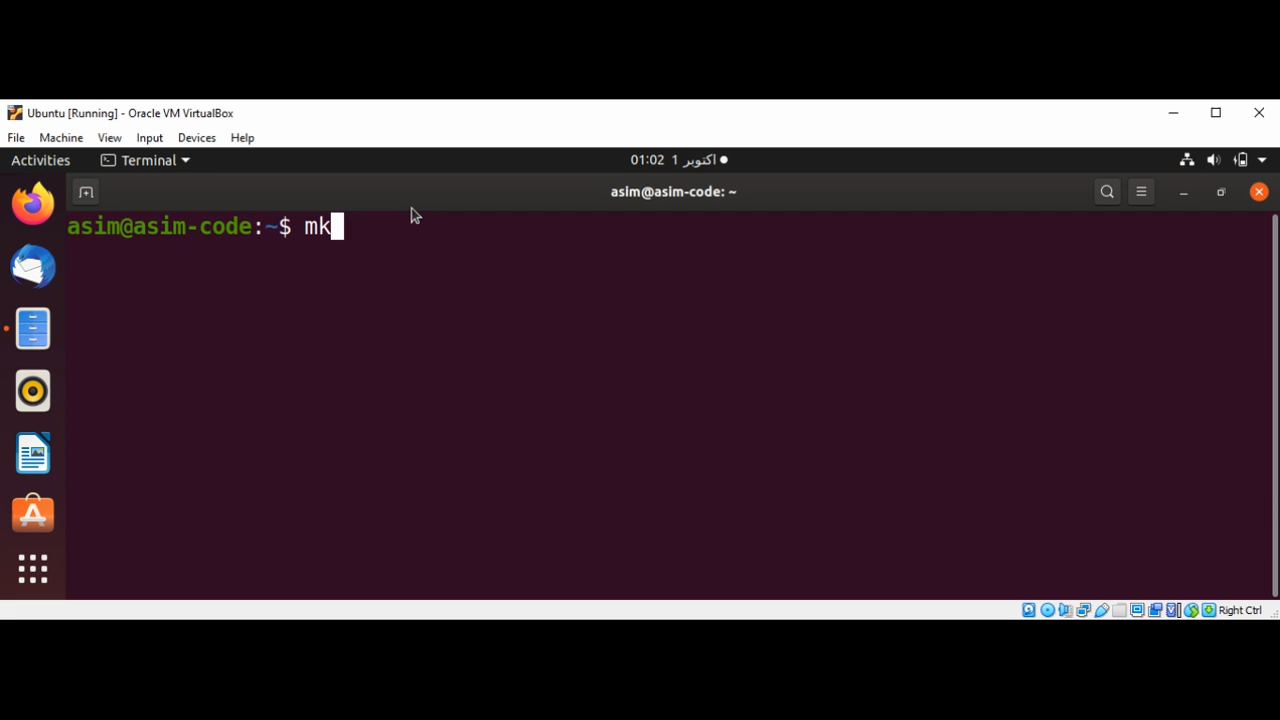 Ubuntu [Running] - Oracle VM VirtualBox
File Machine View Input Devices Help
Activities Terminal 01:02 1 اکتوبر
asim@asim-code: ~
asim@asim-code:~$ mk
Right Ctrl